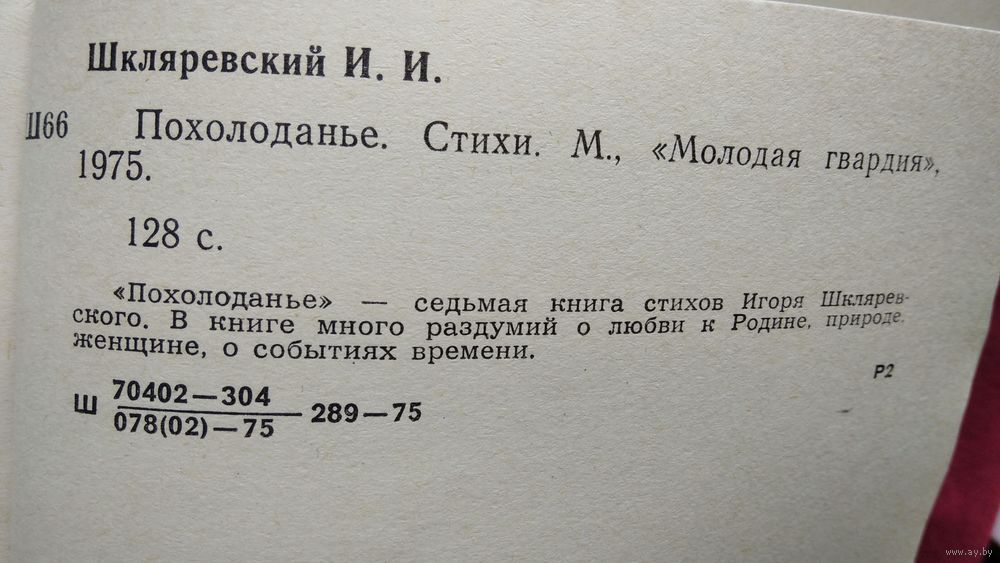 Шкляревский И. И.
Ш66 Похолоданье. Стихи. М., «Молодая гвардия»,
1975.
128 с.
«Похолоданье» — седьмая книга стихов Игоря Шклярев-
ского. В книге много раздумий о любви к Родине, природе,
женщине, о событиях времени.
Р2
Ш 70402—304
078(02)—75 289—75
www.ay.by